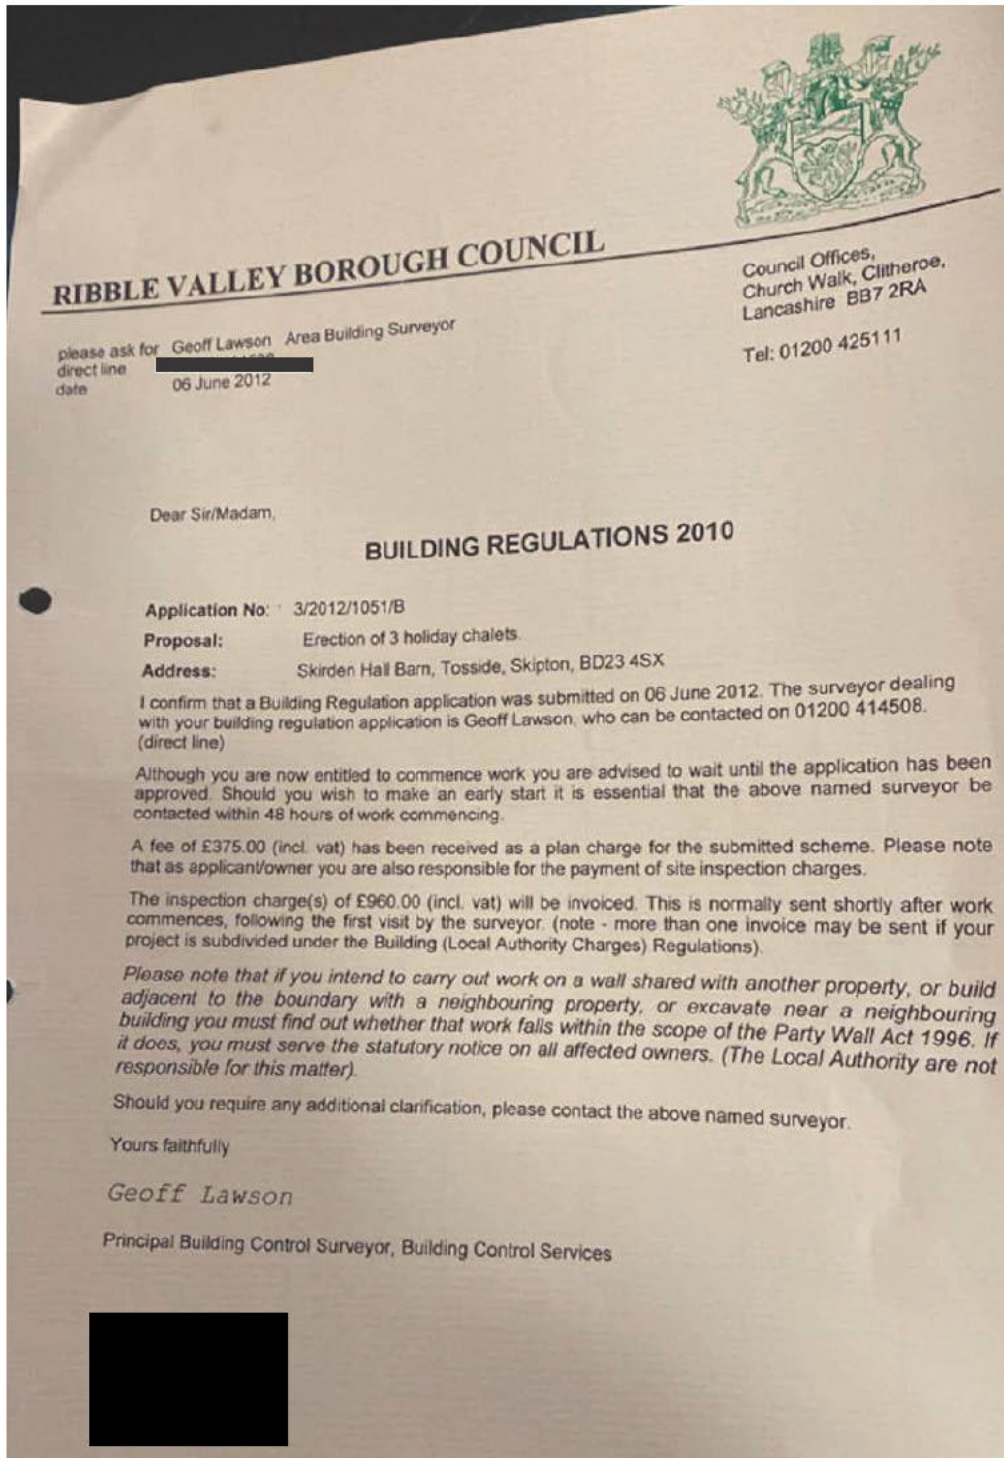 RIBBLE VALLEY BOROUGH COUNCIL
Council Offices,
Church Walk, Clitheroe,
Lancashire BB7 2RA
Tel: 01200 425111
please ask for Geoff Lawson Area Building Surveyor
direct line
date 06 June 2012
Dear Sir/Madam,
BUILDING REGULATIONS 2010
Application No: 3/2012/1051/B
Proposal: Erection of 3 holiday chalets.
Address: Skirden Hall Barn, Tosside, Skipton, BD23 4SX
I confirm that a Building Regulation application was submitted on 06 June 2012. The surveyor dealing
with your building regulation application is Geoff Lawson, who can be contacted on 01200 414508.
(direct line)
Although you are now entitled to commence work you are advised to wait until the application has been
approved. Should you wish to make an early start it is essential that the above named surveyor be
contacted within 48 hours of work commencing.
A fee of £375.00 (incl. vat) has been received as a plan charge for the submitted scheme. Please note
that as applicant/owner you are also responsible for the payment of site inspection charges.
The inspection charge(s) of £960.00 (incl. vat) will be invoiced. This is normally sent shortly after work
commences, following the first visit by the surveyor. (note - more than one invoice may be sent if your
project is subdivided under the Building (Local Authority Charges) Regulations).
Please note that if you intend to carry out work on a wall shared with another property, or build
adjacent to the boundary with a neighbouring property, or excavate near a neighbouring
building you must find out whether that work falls within the scope of the Party Wall Act 1996. If
it does, you must serve the statutory notice on all affected owners. (The Local Authority are not
responsible for this matter).
Should you require any additional clarification, please contact the above named surveyor.
Yours faithfully
Geoff Lawson
Principal Building Control Surveyor, Building Control Services